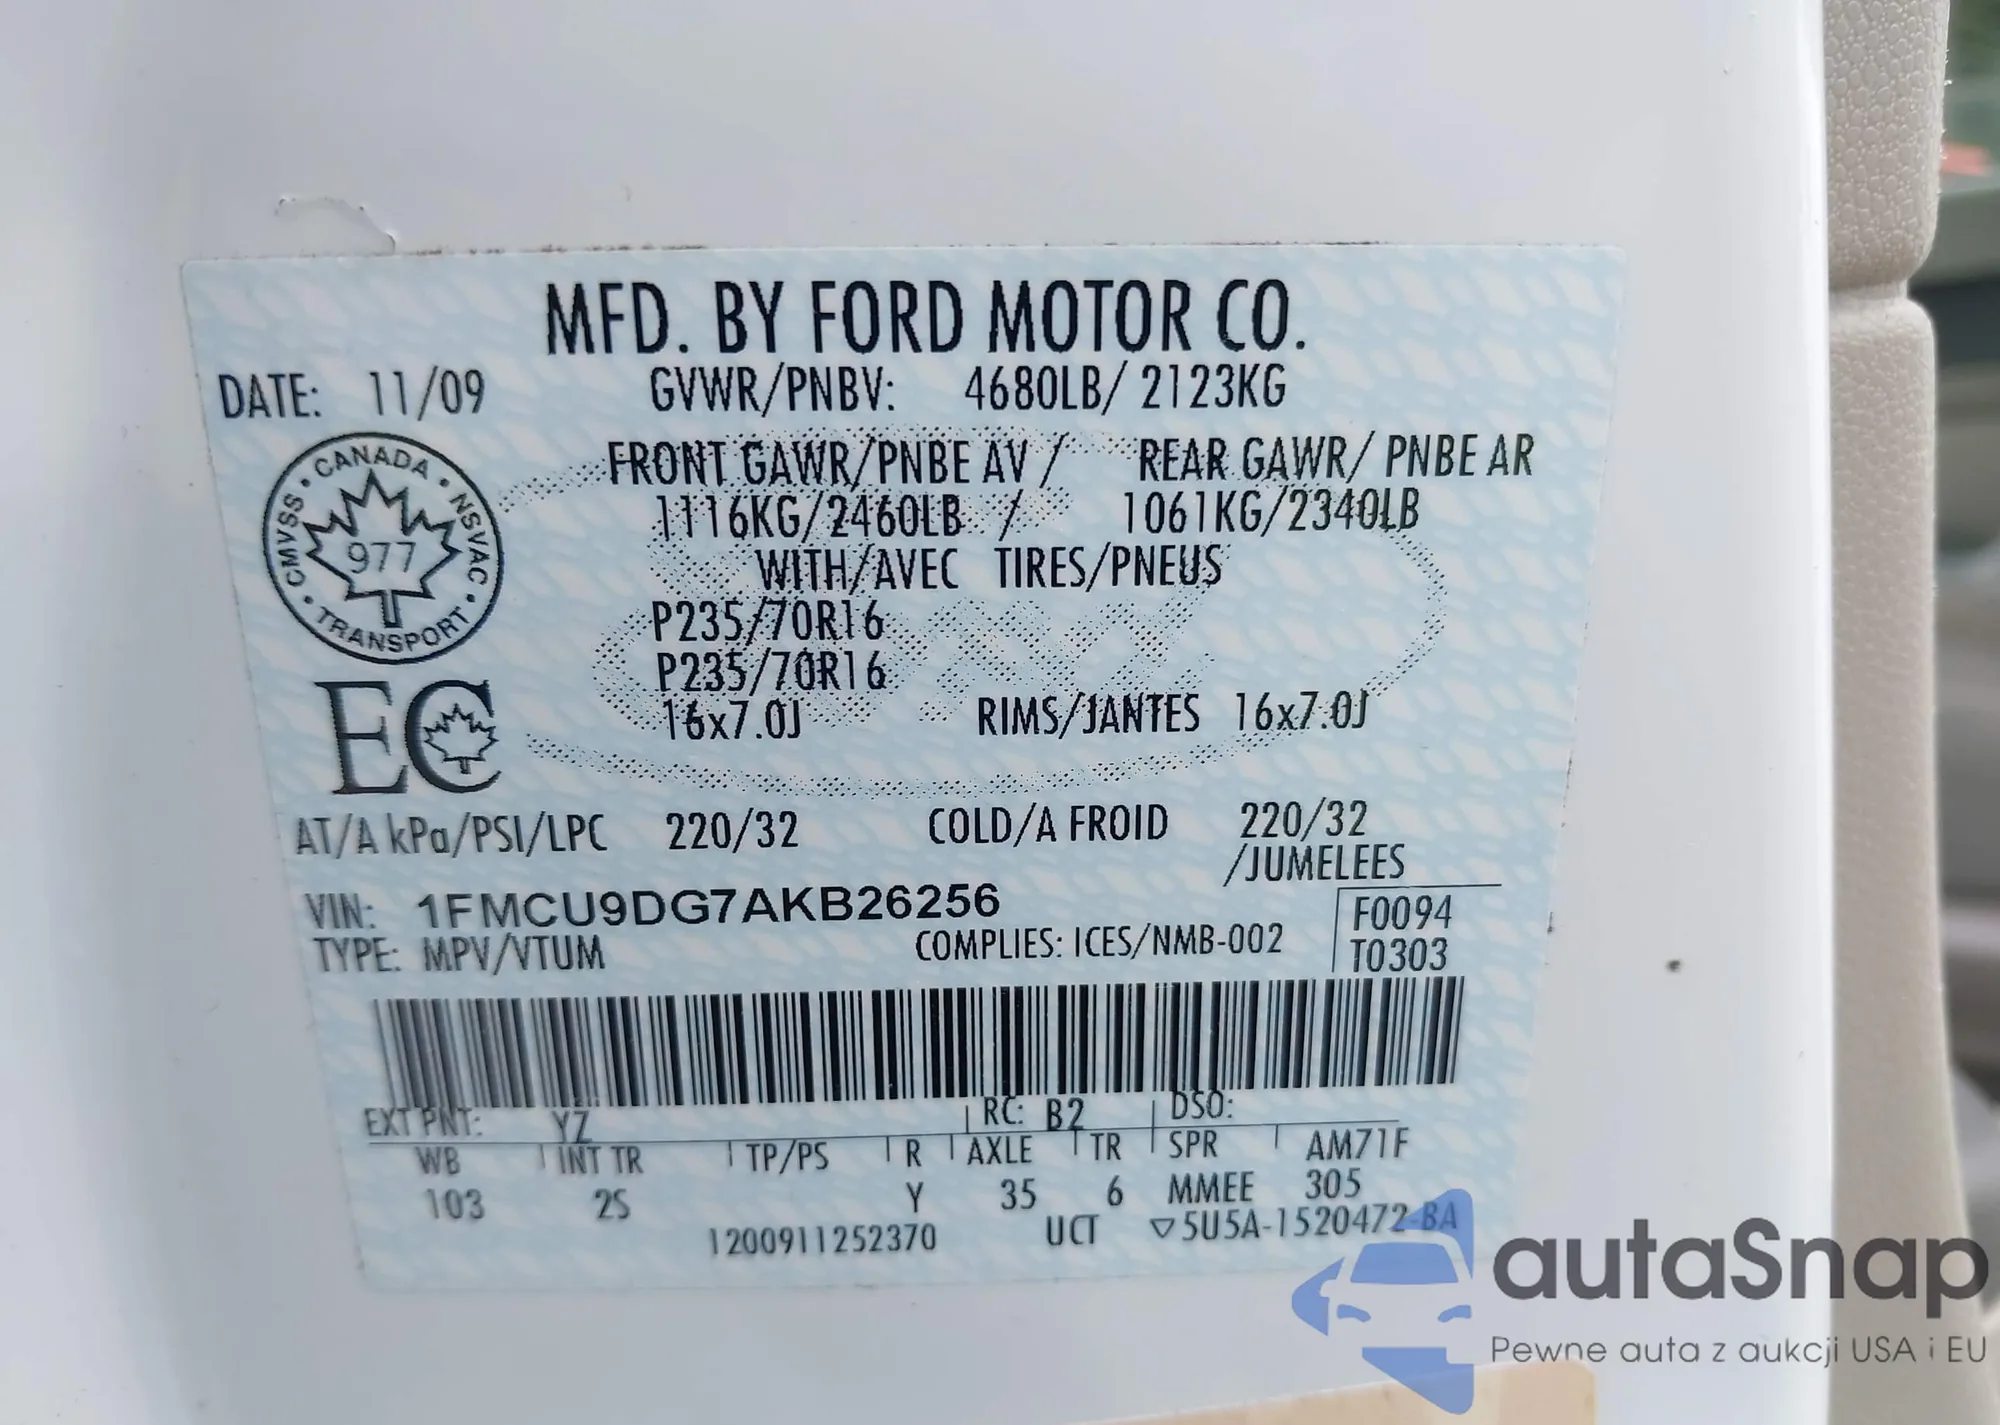 MFD. BY FORD MOTOR CO.
DATE: 11/09 GVWR/PNBV: 4680LB/ 2123KG
FRONT GAWR/PNBE AV / REAR GAWR/ PNBE AR
1116KG/2460LB / 1061KG/2340LB
WITH/AVEC TIRES/PNEUS
P235/70R16
P235/70R16
16x7.0J RIMS/JANTES 16x7.0J
CMVSS • CANADA • NSVAC • TRANSPORT •
977
EC
AT/A kPa/PSI/LPC 220/32 COLD/A FROID 220/32
/JUMELEES
VIN: 1FMCU9DG7AKB26256 F0094
TYPE: MPV/VTUM COMPLIES: ICES/NMB-002 T0303
EXT PNT: YZ RC: B2 DSO:
WB INT TR TP/PS R AXLE TR SPR AM71F
103 2S Y 35 6 MMEE 305
1200911252370 UCT ▽5U5A-1520472-BA
autaSnap
Pewne auta z aukcji USA i EU